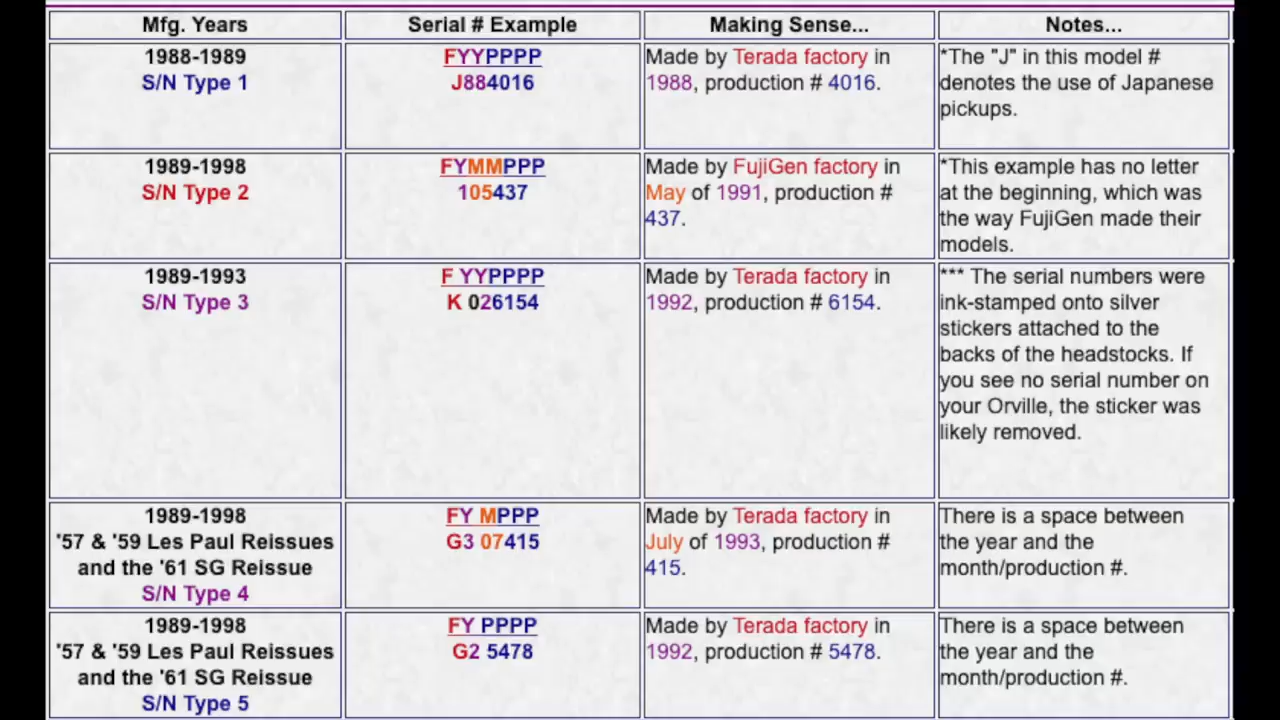 Mfg. Years
Serial # Example
Making Sense...
Notes...
1988-1989
S/N Type 1
FYYPPPP
J884016
Made by Terada factory in
1988, production # 4016.
*The "J" in this model #
denotes the use of Japanese
pickups.
1989-1998
S/N Type 2
FYMMPPP
105437
Made by FujiGen factory in
May of 1991, production #
437.
*This example has no letter
at the beginning, which was
the way FujiGen made their
models.
1989-1993
S/N Type 3
F YYPPPP
K 026154
Made by Terada factory in
1992, production # 6154.
*** The serial numbers were
ink-stamped onto silver
stickers attached to the
backs of the headstocks. If
you see no serial number on
your Orville, the sticker was
likely removed.
1989-1998
'57 & '59 Les Paul Reissues
and the '61 SG Reissue
S/N Type 4
FY MPPP
G3 07415
Made by Terada factory in
July of 1993, production #
415.
There is a space between
the year and the
month/production #.
1989-1998
'57 & '59 Les Paul Reissues
and the '61 SG Reissue
S/N Type 5
FY PPPP
G2 5478
Made by Terada factory in
1992, production # 5478.
There is a space between
the year and the
month/production #.